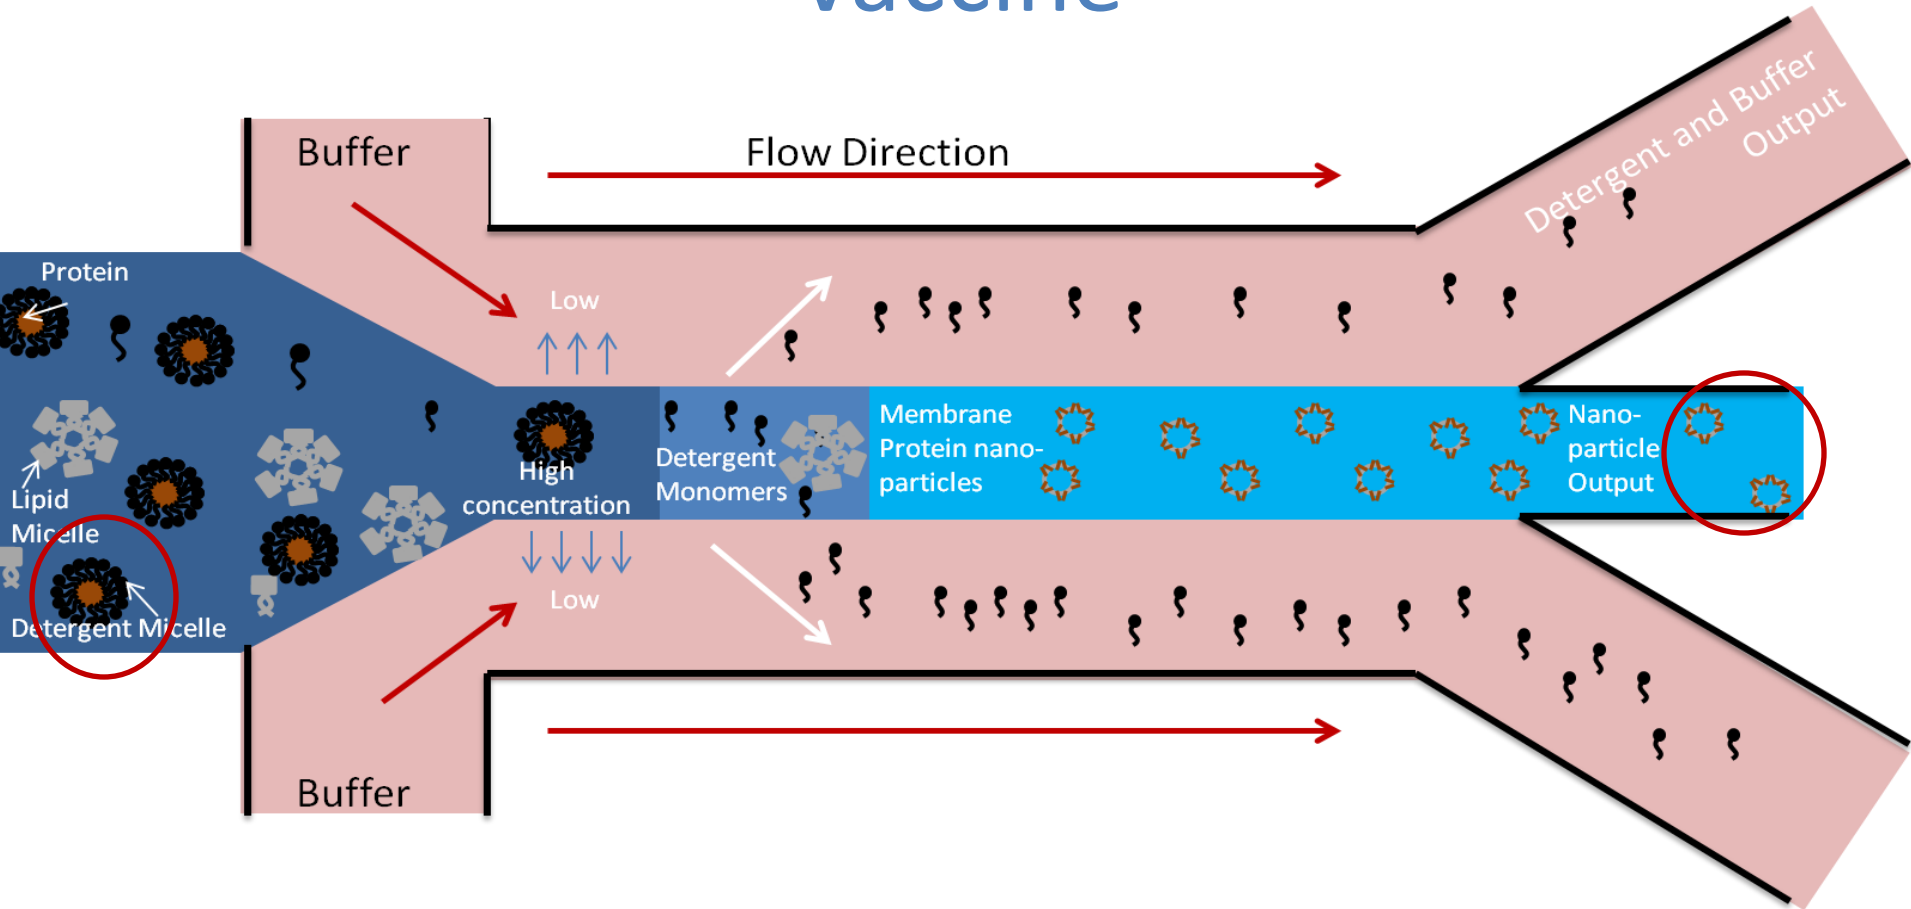 Vaccine
Buffer
Flow Direction
Detergent and Buffer
Output
Protein
Low
Lipid
Micelle
Detergent Micelle
High
concentration
Detergent
Monomers
Membrane
Protein nano-
particles
Nano-
particle
Output
Low
Buffer